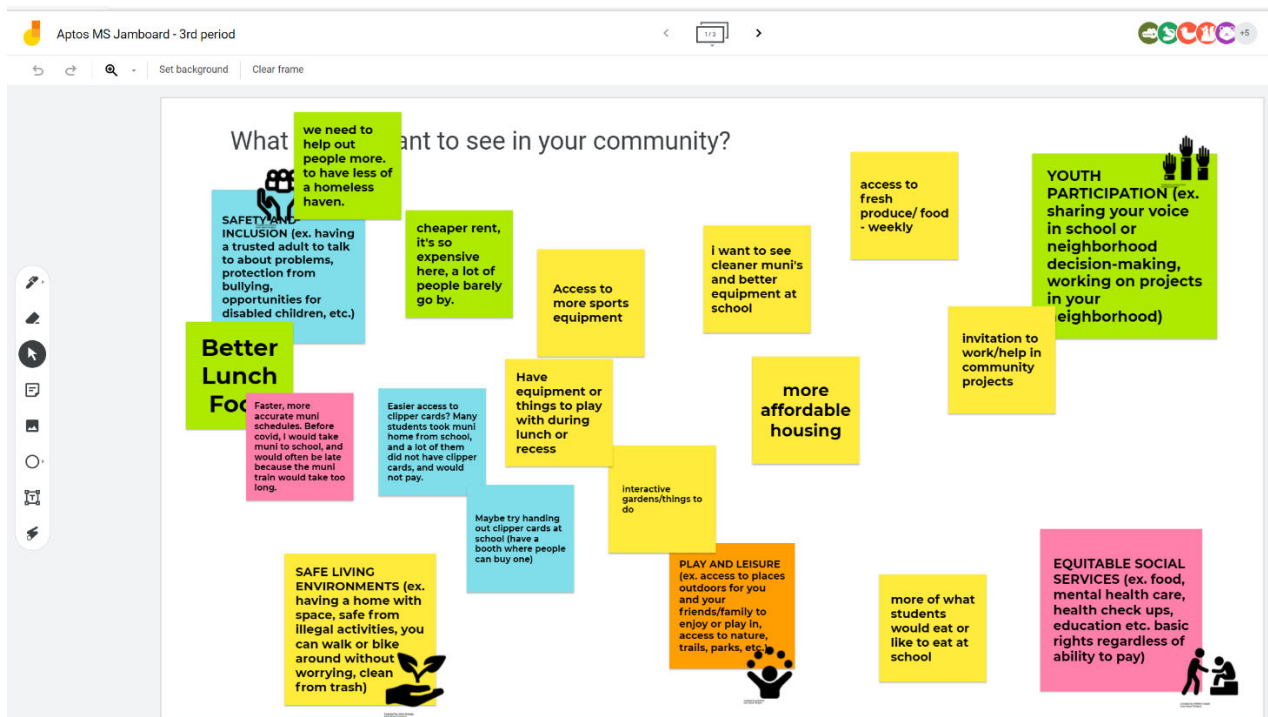 Aptos MS Jamboard - 3rd period
1/3
+5
Set background
Clear frame
What
ant to see in your community?
we need to
help out
people more.
to have less of
a homeless
haven.
SAFETY AND
INCLUSION (ex. having
a trusted adult to talk
to about problems,
protection from
bullying,
opportunities for
disabled children, etc.)
cheaper rent,
it's so
expensive
here, a lot of
people barely
go by.
Access to
more sports
equipment
i want to see
cleaner muni's
and better
equipment at
school
access to
fresh
produce/ food
- weekly
YOUTH
PARTICIPATION (ex.
sharing your voice
in school or
neighborhood
decision-making,
working on projects
in your
eighborhood)
invitation to
work/help in
community
projects
Better
Lunch
Foo
Faster, more
accurate muni
schedules. Before
covid, I would take
muni to school, and
would often be late
because the muni
train would take too
long.
Easier access to
clipper cards? Many
students took muni
home from school,
and a lot of them
did not have clipper
cards, and would
not pay.
Have
equipment or
things to play
with during
lunch or
recess
more
affordable
housing
interactive
gardens/things to
do
Maybe try handing
out clipper cards at
school (have a
booth where people
can buy one)
SAFE LIVING
ENVIRONMENTS (ex.
having a home with
space, safe from
illegal activities, you
can walk or bike
around without
worrying, clean
from trash)
PLAY AND LEISURE
(ex. access to places
outdoors for you
and your
friends/family to
enjoy or play in,
access to nature,
trails, parks, etc.)
more of what
students
would eat or
like to eat at
school
EQUITABLE SOCIAL
SERVICES (ex. food,
mental health care,
health check ups,
education etc. basic
rights regardless of
ability to pay)